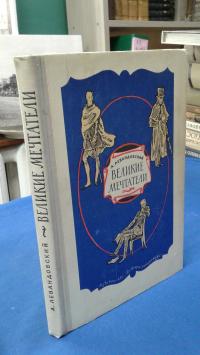 А. ЛЕВАНДОВСКИЙ ~ ВЕЛИКИЕ МЕЧТАТЕЛИ
А. ЛЕВАНДОВСКИЙ
ВЕЛИКИЕ
МЕЧТАТЕЛИ